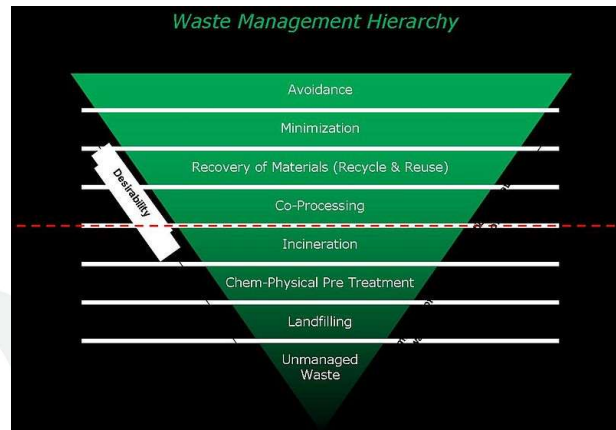 Waste Management Hierarchy
Avoidance
Minimization
Recovery of Materials (Recycle & Reuse)
Desirability
Co-Processing
Incineration
Chem-Physical Pre Treatment
Landfilling
Unmanaged
Waste